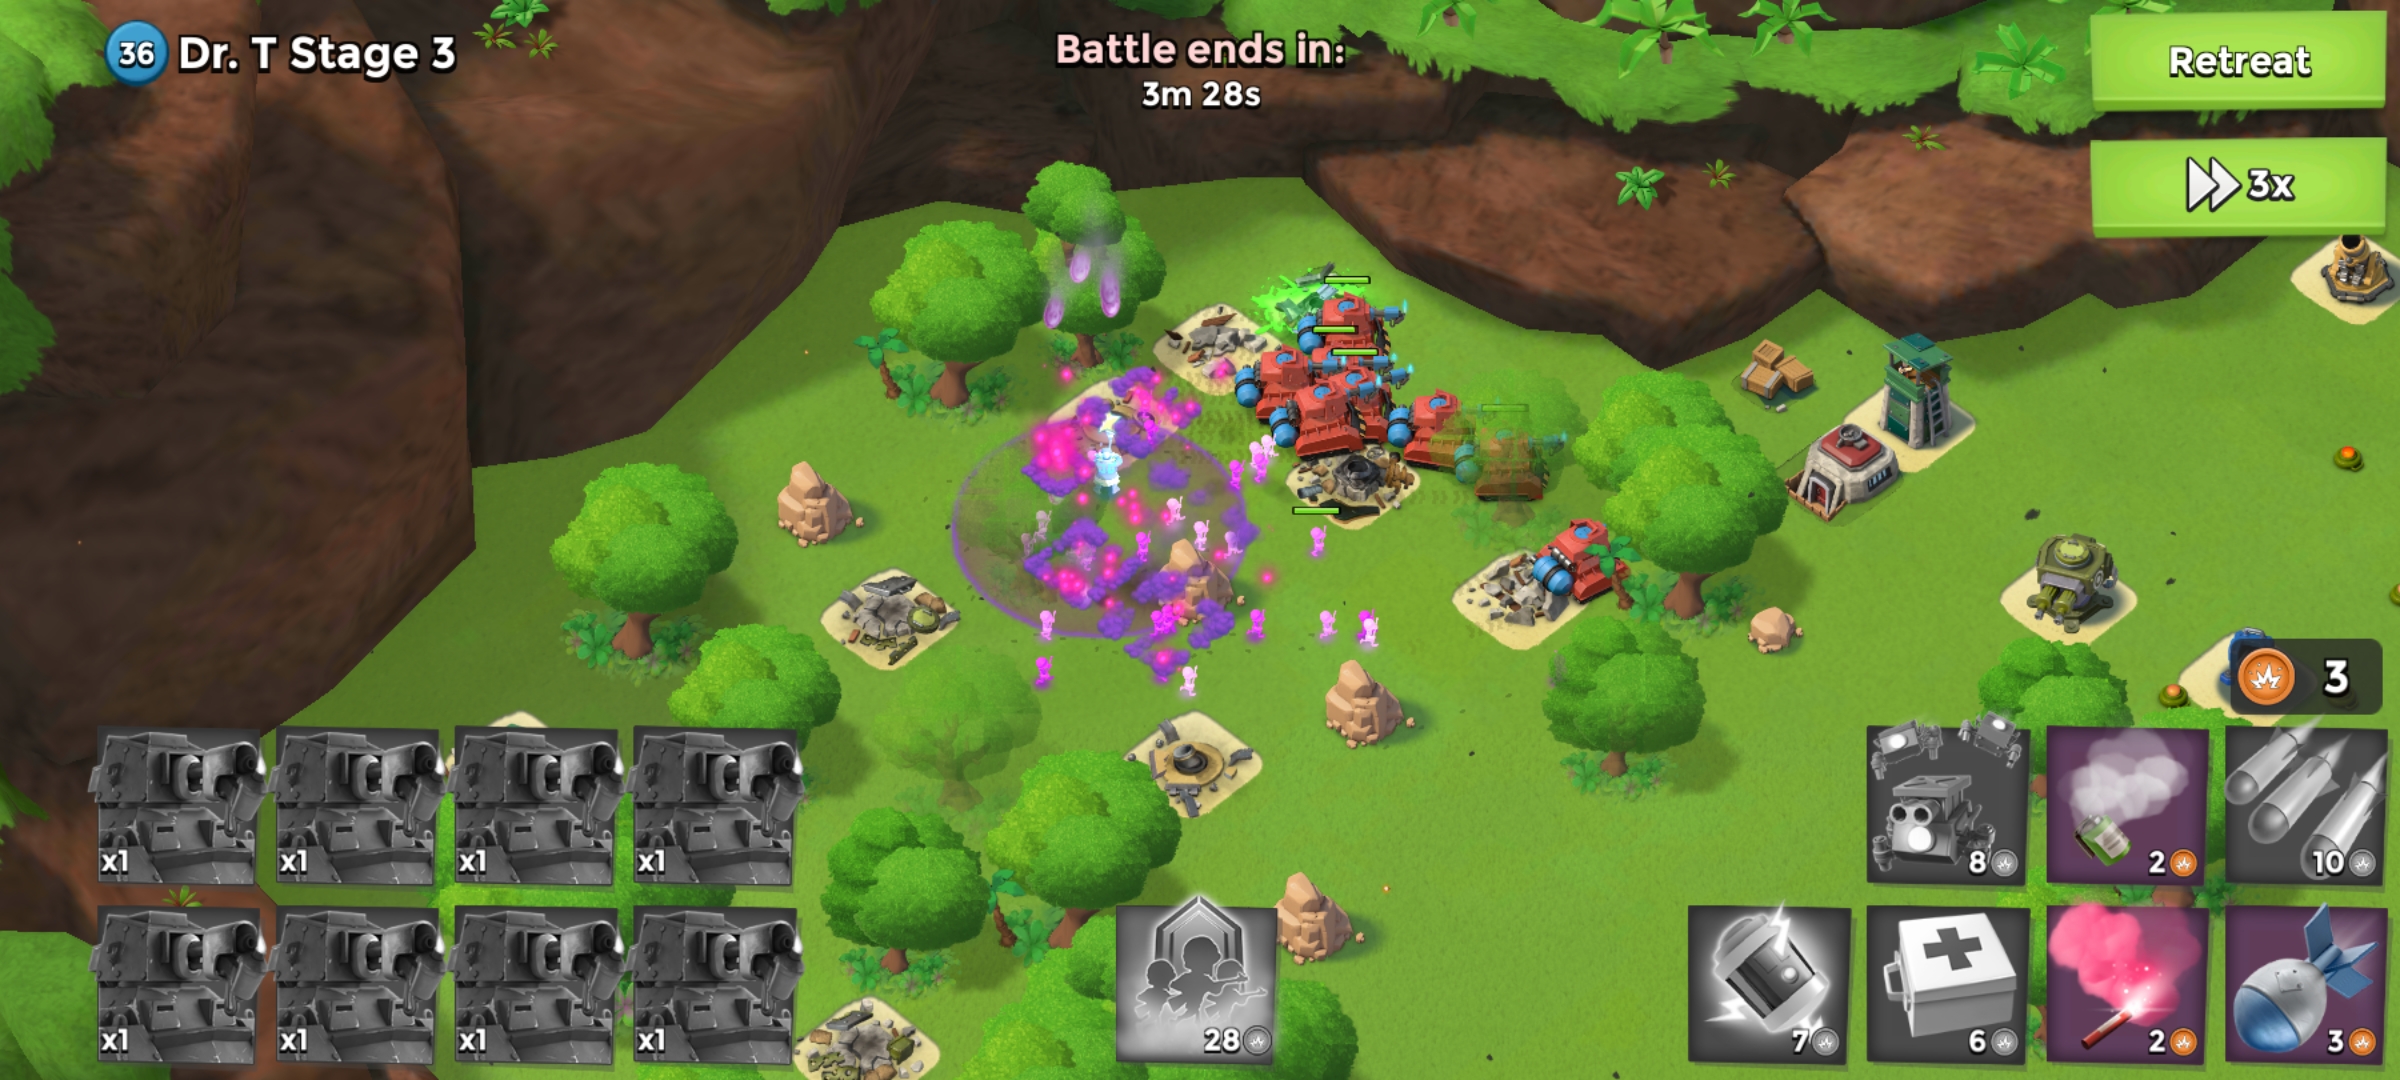 36 Dr. T Stage 3
Battle ends in:
3m 28s
Retreat
3x
3
x1 x1 x1 x1
8 2 10
x1 x1 x1 x1
28
7 6 2 3